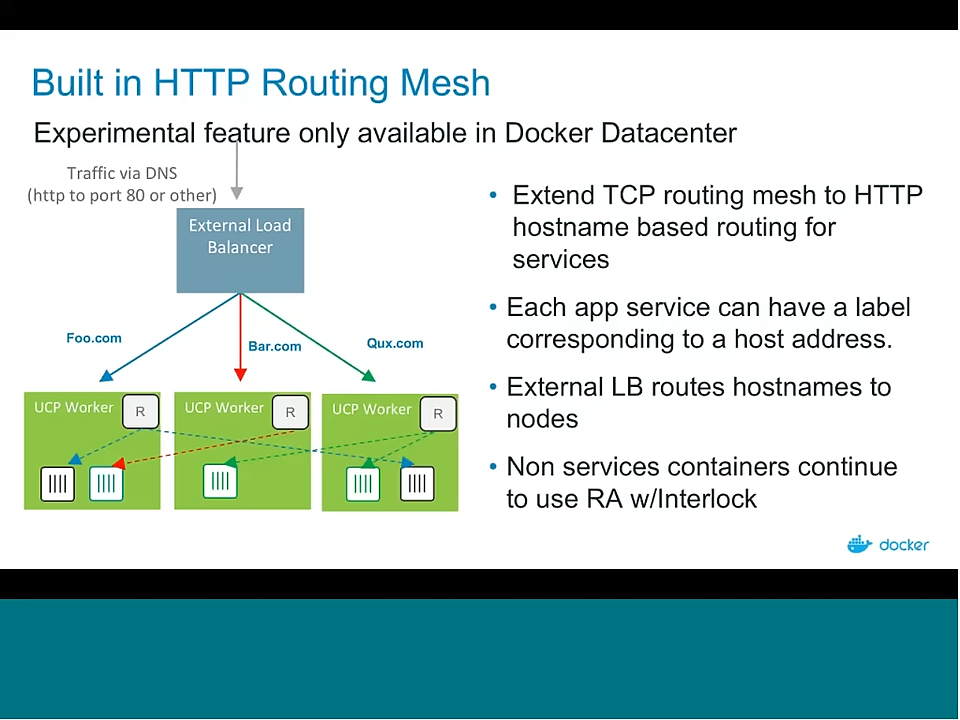 Built in HTTP Routing Mesh
Experimental feature only available in Docker Datacenter
Traffic via DNS
(http to port 80 or other)
External Load
Balancer
Foo.com
Bar.com
Qux.com
UCP Worker
R
UCP Worker
R
UCP Worker
R
• Extend TCP routing mesh to HTTP
hostname based routing for
services
• Each app service can have a label
corresponding to a host address.
• External LB routes hostnames to
nodes
• Non services containers continue
to use RA w/Interlock
docker